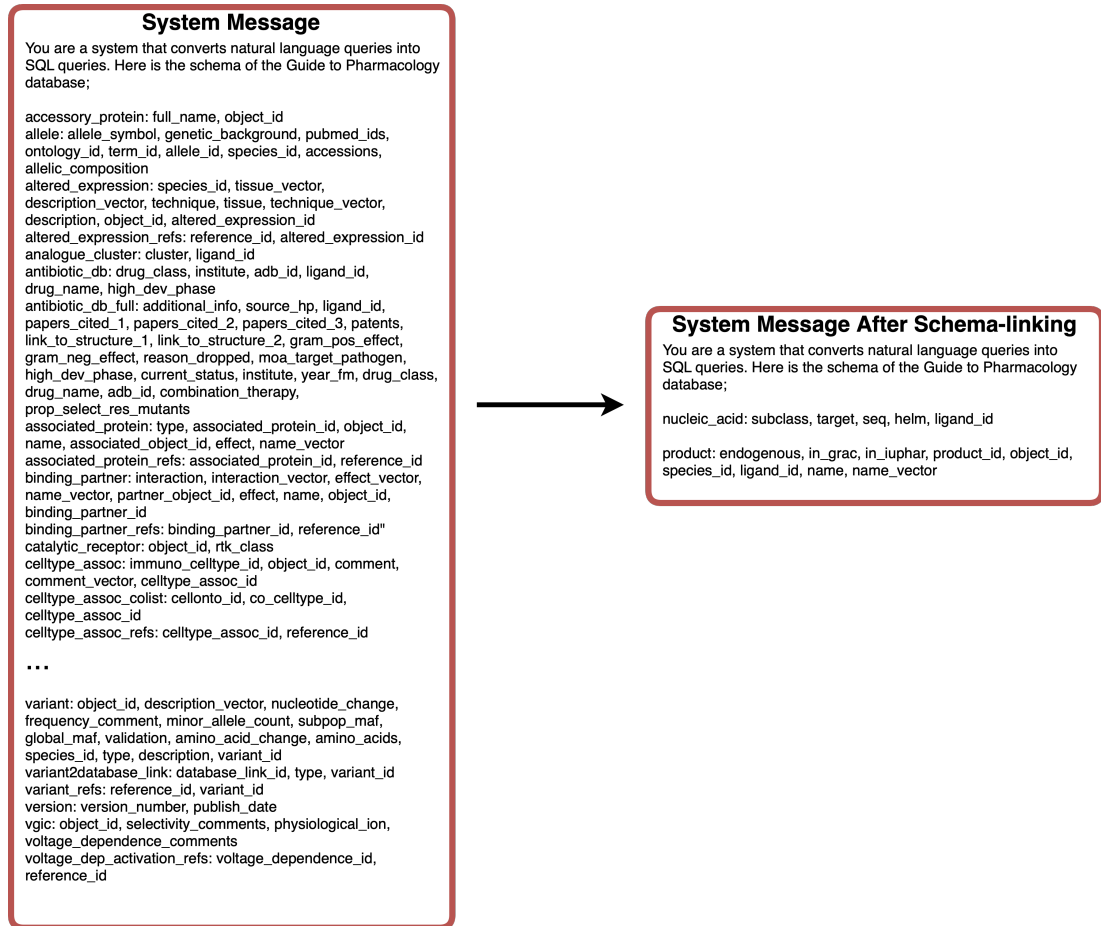 System Message
You are a system that converts natural language queries into
SQL queries. Here is the schema of the Guide to Pharmacology
database;
accessory_protein: full_name, object_id
allele: allele_symbol, genetic_background, pubmed_ids,
ontology_id, term_id, allele_id, species_id, accessions,
allelic_composition
altered_expression: species_id, tissue_vector,
description_vector, technique, tissue, technique_vector,
description, object_id, altered_expression_id
altered_expression_refs: reference_id, altered_expression_id
analogue_cluster: cluster, ligand_id
antibiotic_db: drug_class, institute, adb_id, ligand_id,
drug_name, high_dev_phase
antibiotic_db_full: additional_info, source_hp, ligand_id,
papers_cited_1, papers_cited_2, papers_cited_3, patents,
link_to_structure_1, link_to_structure_2, gram_pos_effect,
gram_neg_effect, reason_dropped, moa_target_pathogen,
high_dev_phase, current_status, institute, year_fm, drug_class,
drug_name, adb_id, combination_therapy,
prop_select_res_mutants
associated_protein: type, associated_protein_id, object_id,
name, associated_object_id, effect, name_vector
associated_protein_refs: associated_protein_id, reference_id
binding_partner: interaction, interaction_vector, effect_vector,
name_vector, partner_object_id, effect, name, object_id,
binding_partner_id
binding_partner_refs: binding_partner_id, reference_id"
catalytic_receptor: object_id, rtk_class
celltype_assoc: immuno_celltype_id, object_id, comment,
comment_vector, celltype_assoc_id
celltype_assoc_colist: cellonto_id, co_celltype_id,
celltype_assoc_id
celltype_assoc_refs: celltype_assoc_id, reference_id
...
variant: object_id, description_vector, nucleotide_change,
frequency_comment, minor_allele_count, subpop_maf,
global_maf, validation, amino_acid_change, amino_acids,
species_id, type, description, variant_id
variant2database_link: database_link_id, type, variant_id
variant_refs: reference_id, variant_id
version: version_number, publish_date
vgic: object_id, selectivity_comments, physiological_ion,
voltage_dependence_comments
voltage_dep_activation_refs: voltage_dependence_id,
reference_id
System Message After Schema-linking
You are a system that converts natural language queries into
SQL queries. Here is the schema of the Guide to Pharmacology
database;
nucleic_acid: subclass, target, seq, helm, ligand_id
product: endogenous, in_grac, in_iuphar, product_id, object_id,
species_id, ligand_id, name, name_vector